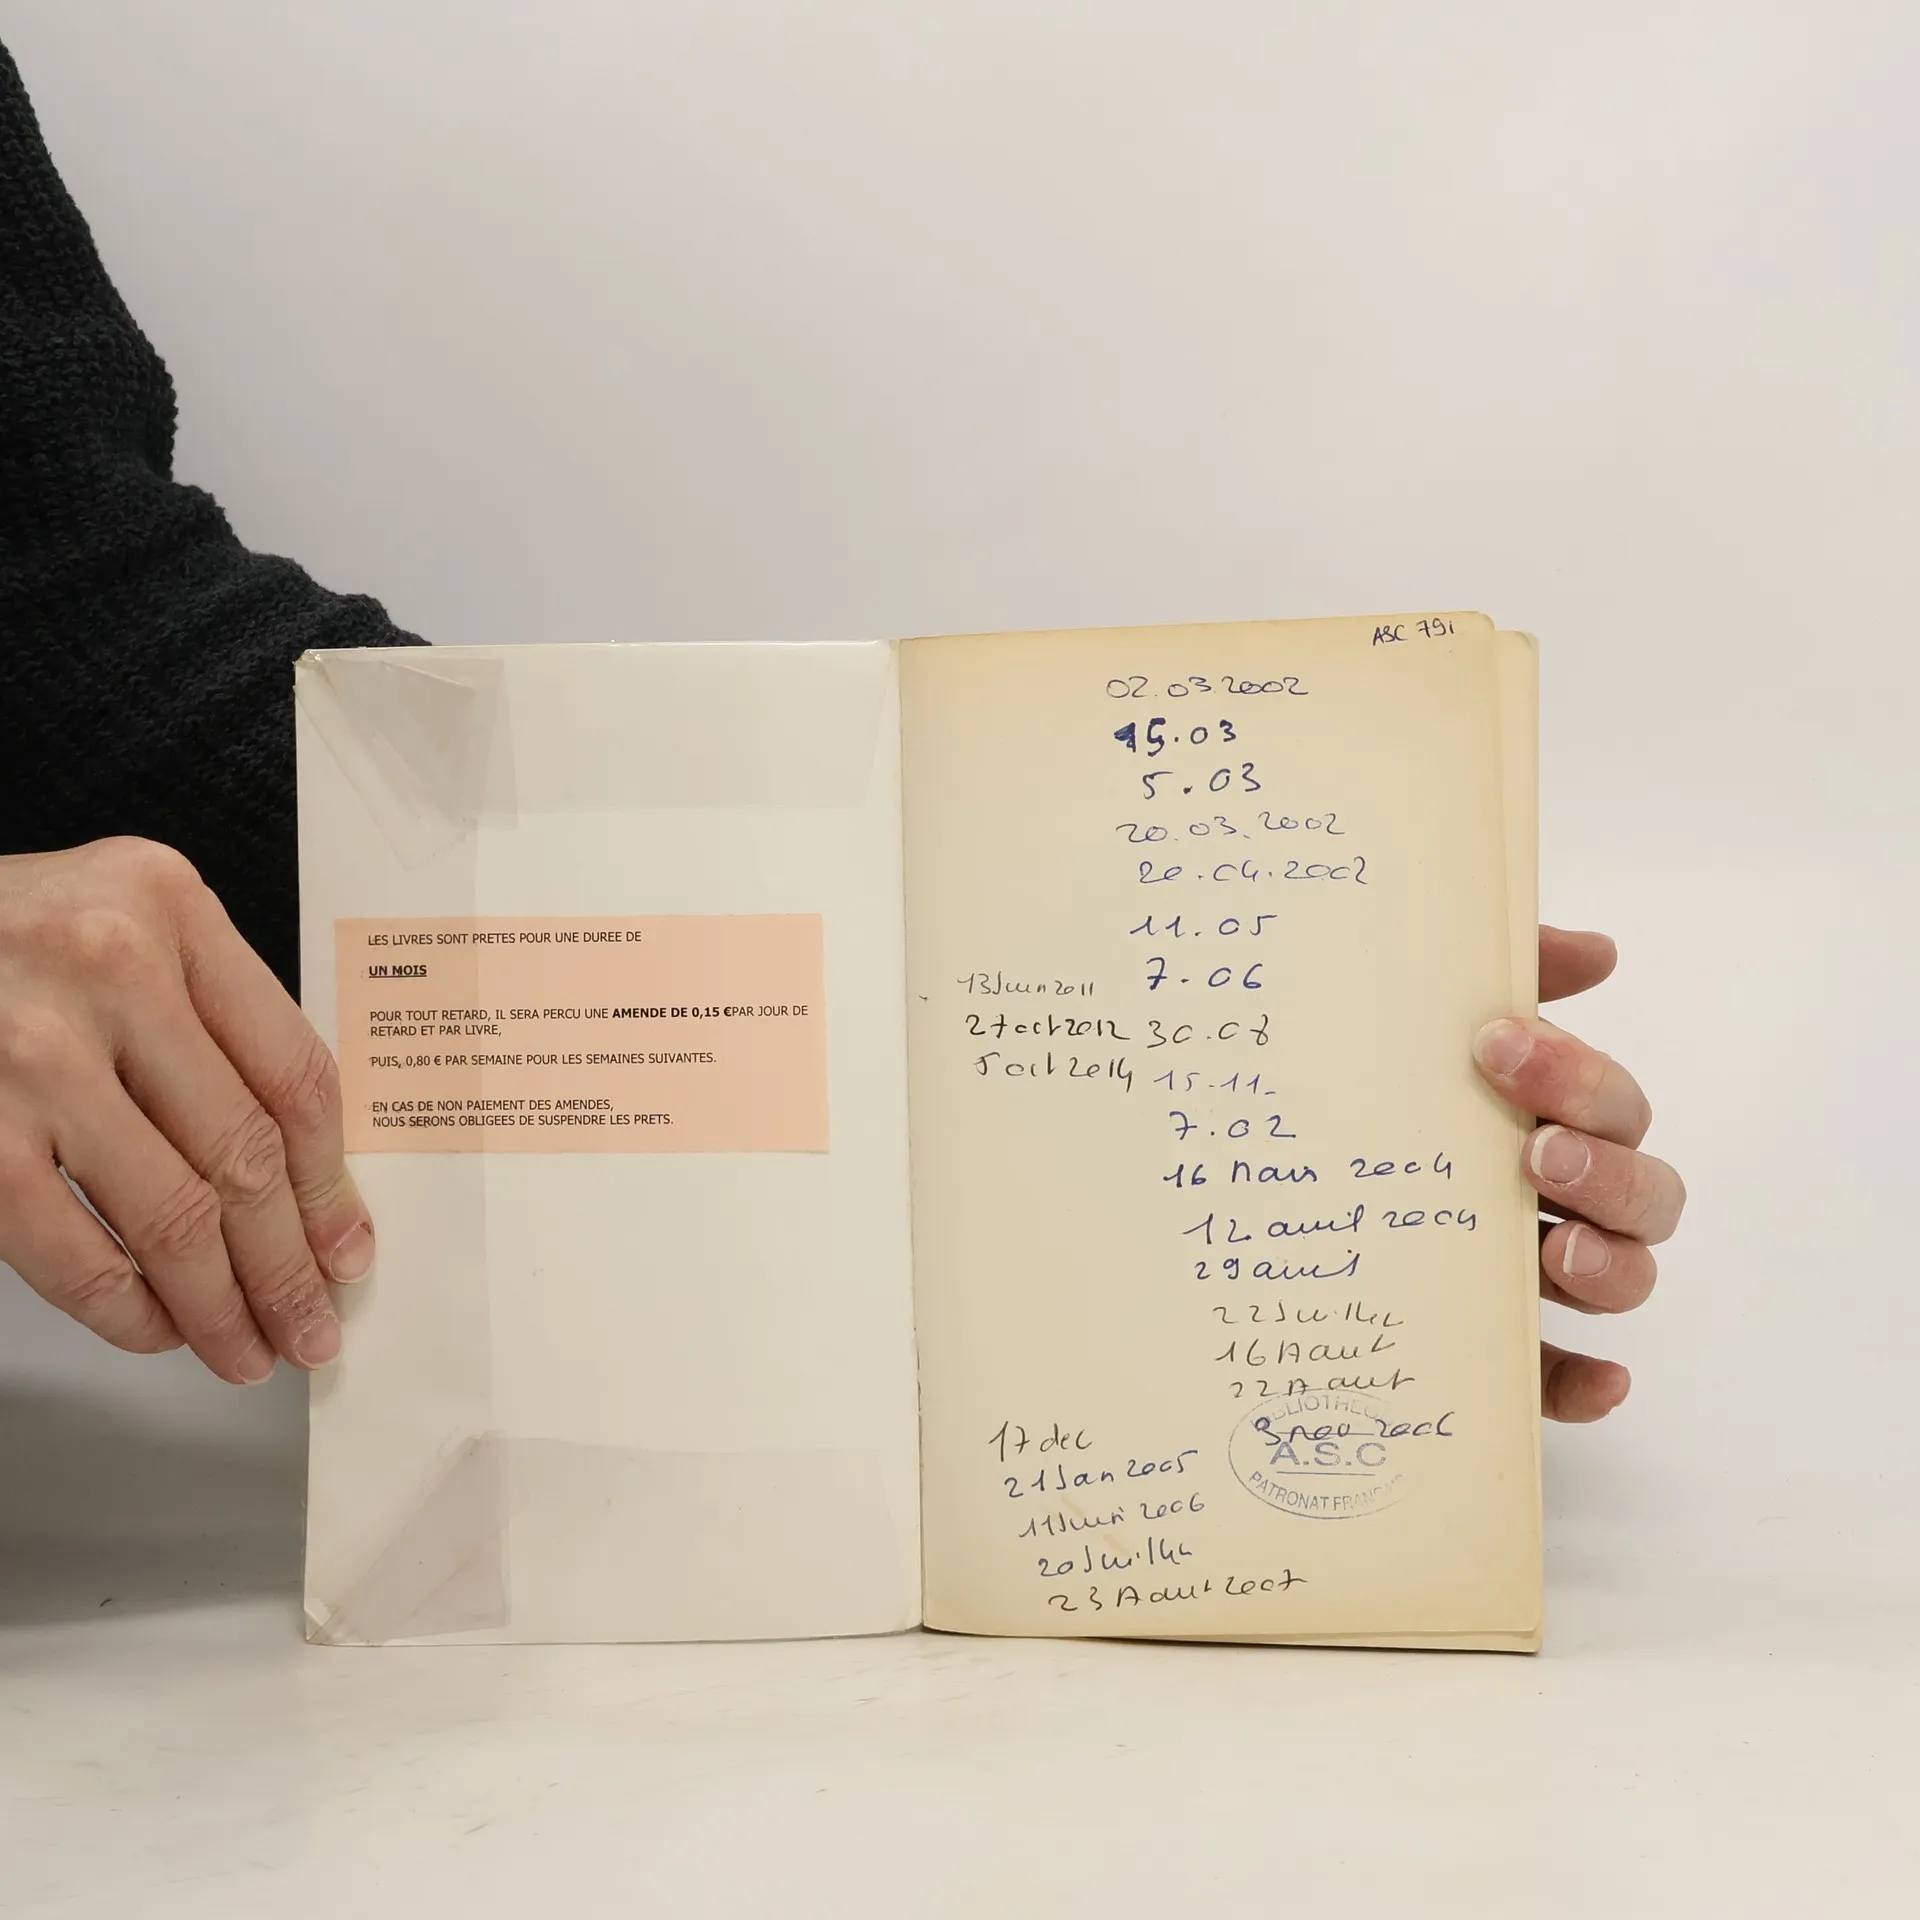 LES LIVRES SONT PRETES POUR UNE DUREE DE
UN MOIS
POUR TOUT RETARD, IL SERA PERCU UNE AMENDE DE 0,15 €PAR JOUR DE
RETARD ET PAR LIVRE,
PUIS, 0,80 € PAR SEMAINE POUR LES SEMAINES SUIVANTES.
EN CAS DE NON PAIEMENT DES AMENDES,
NOUS SERONS OBLIGEES DE SUSPENDRE LES PRETS.
ASC 79i
02.03.2002
15.03
5.03
20.03.2002
20.04.2002
11.05
7.06
30.08
15.11-
7.02
16 Mars 2004
12 avril 2004
29 avril
22 Juillet
16 Aout
22 Aout
3 nov 2006
13 Juin 2011
27 oct 2012
5 oct 2014
17 dec
21 Jan 2005
11 Juin 2006
20 Juillet
23 Aout 2007
A.S.C